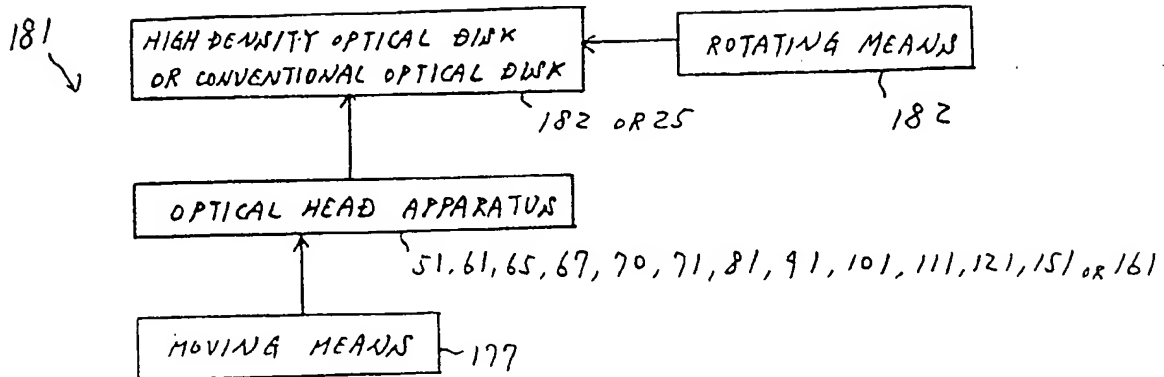 181
HIGH DENSITY OPTICAL DISK
OR CONVENTIONAL OPTICAL DISK
ROTATING MEANS
182 OR 25
182
OPTICAL HEAD APPARATUS
51, 61, 65, 67, 70, 71, 81, 91, 101, 111, 121, 151 OR 161
MOVING MEANS
177